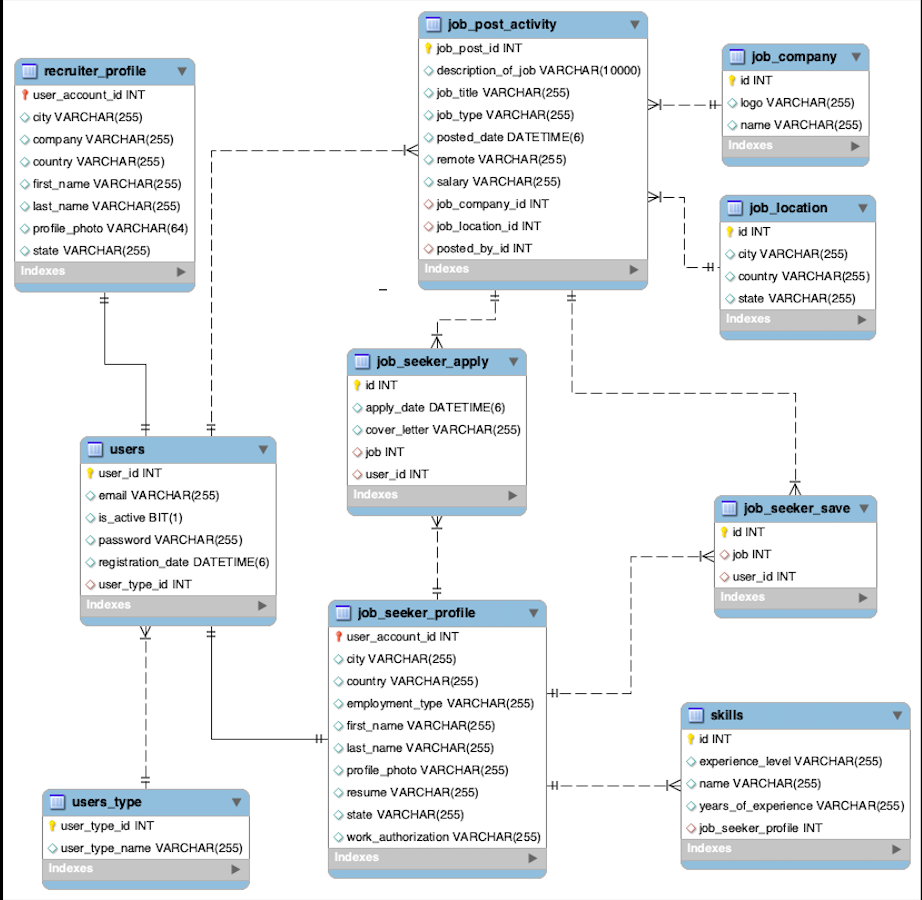 job_post_activity
job_post_id INT
description_of_job VARCHAR(10000)
job_title VARCHAR(255)
job_type VARCHAR(255)
posted_date DATETIME(6)
remote VARCHAR(255)
salary VARCHAR(255)
job_company_id INT
job_location_id INT
posted_by_id INT
Indexes
recruiter_profile
user_account_id INT
city VARCHAR(255)
company VARCHAR(255)
country VARCHAR(255)
first_name VARCHAR(255)
last_name VARCHAR(255)
profile_photo VARCHAR(64)
state VARCHAR(255)
Indexes
job_company
id INT
logo VARCHAR(255)
name VARCHAR(255)
Indexes
job_location
id INT
city VARCHAR(255)
country VARCHAR(255)
state VARCHAR(255)
Indexes
job_seeker_apply
id INT
apply_date DATETIME(6)
cover_letter VARCHAR(255)
job INT
user_id INT
Indexes
users
user_id INT
email VARCHAR(255)
is_active BIT(1)
password VARCHAR(255)
registration_date DATETIME(6)
user_type_id INT
Indexes
job_seeker_save
id INT
job INT
user_id INT
Indexes
job_seeker_profile
user_account_id INT
city VARCHAR(255)
country VARCHAR(255)
employment_type VARCHAR(255)
first_name VARCHAR(255)
last_name VARCHAR(255)
profile_photo VARCHAR(255)
resume VARCHAR(255)
state VARCHAR(255)
work_authorization VARCHAR(255)
Indexes
skills
id INT
experience_level VARCHAR(255)
name VARCHAR(255)
years_of_experience VARCHAR(255)
job_seeker_profile INT
Indexes
users_type
user_type_id INT
user_type_name VARCHAR(255)
Indexes